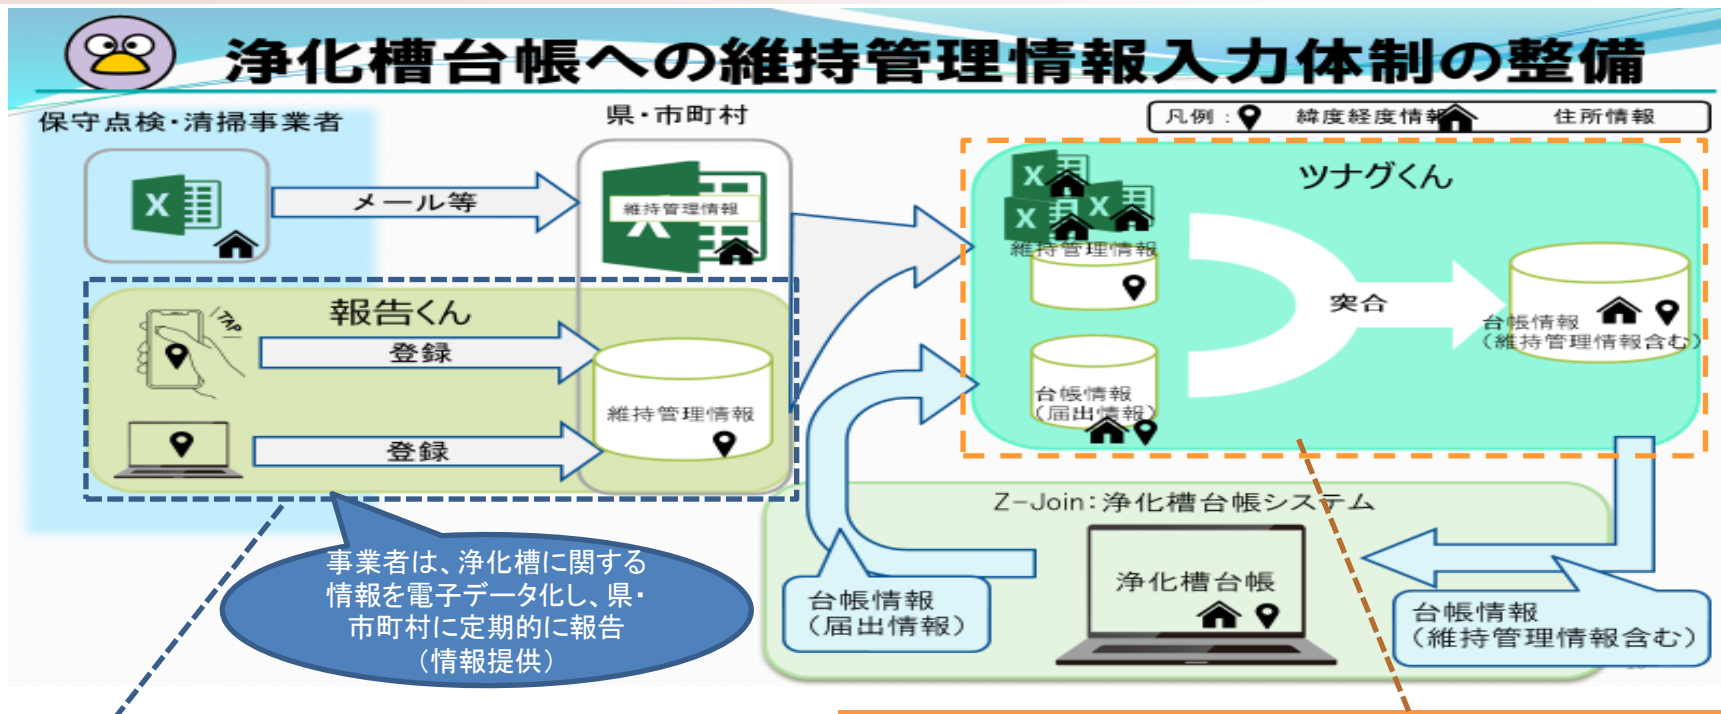 浄化槽台帳への維持管理情報入力体制の整備
保守点検・清掃事業者
県・市町村
凡例：
緯度経度情報
住所情報
メール等
維持管理情報
ツナグくん
維持管理情報
突合
台帳情報
（維持管理情報含む）
台帳情報
（届出情報）
報告くん
TAP
登録
登録
維持管理情報
Z-Join：浄化槽台帳システム
浄化槽台帳
台帳情報
（届出情報）
台帳情報
（維持管理情報含む）
事業者は、浄化槽に関する
情報を電子データ化し、県・
市町村に定期的に報告
（情報提供）
X
X
X
X
X